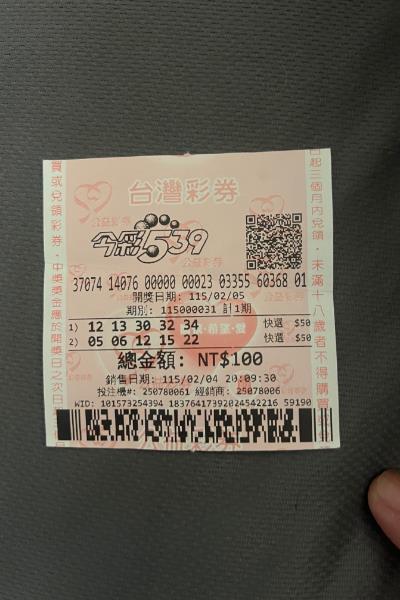 台灣彩券
今彩539
37074 14076 00000 00023 03355 60368 01
開獎日期: 115/02/05
期別: 115000031 計1期
1) 12 13 30 32 34 快選 $50
2) 05 06 12 15 22 快選 $50
總金額: NT$100
銷售日期: 115/02/04 20:09:30
投注機#: 250780061 經銷商: 25078006
WID: 101573254394 18376417392024542216 59190
買或兌領彩券。中獎獎金應於開獎日之次日
起三個月內兌領。未滿十八歲者不得購買
公益彩券